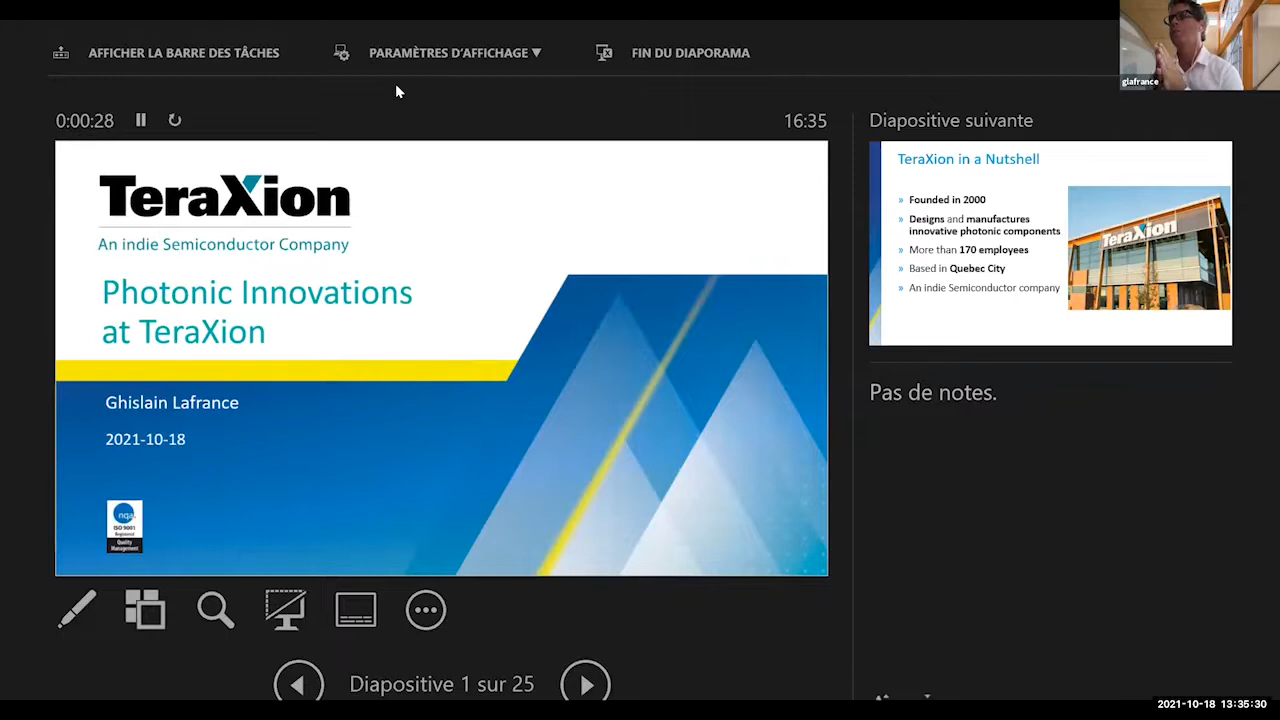 AFFICHER LA BARRE DES TÂCHES
PARAMÈTRES D'AFFICHAGE ▼
FIN DU DIAPORAMA
glafrance
0:00:28
16:35
TeraXion
An indie Semiconductor Company
Photonic Innovations
at TeraXion
Ghislain Lafrance
2021-10-18
nqa
ISO 9001
Registered
Quality
Management
Diapositive suivante
TeraXion in a Nutshell
» Founded in 2000
» Designs and manufactures
innovative photonic components
» More than 170 employees
» Based in Quebec City
» An indie Semiconductor company
TeraXion
Pas de notes.
Diapositive 1 sur 25
2021-10-18 13:35:30